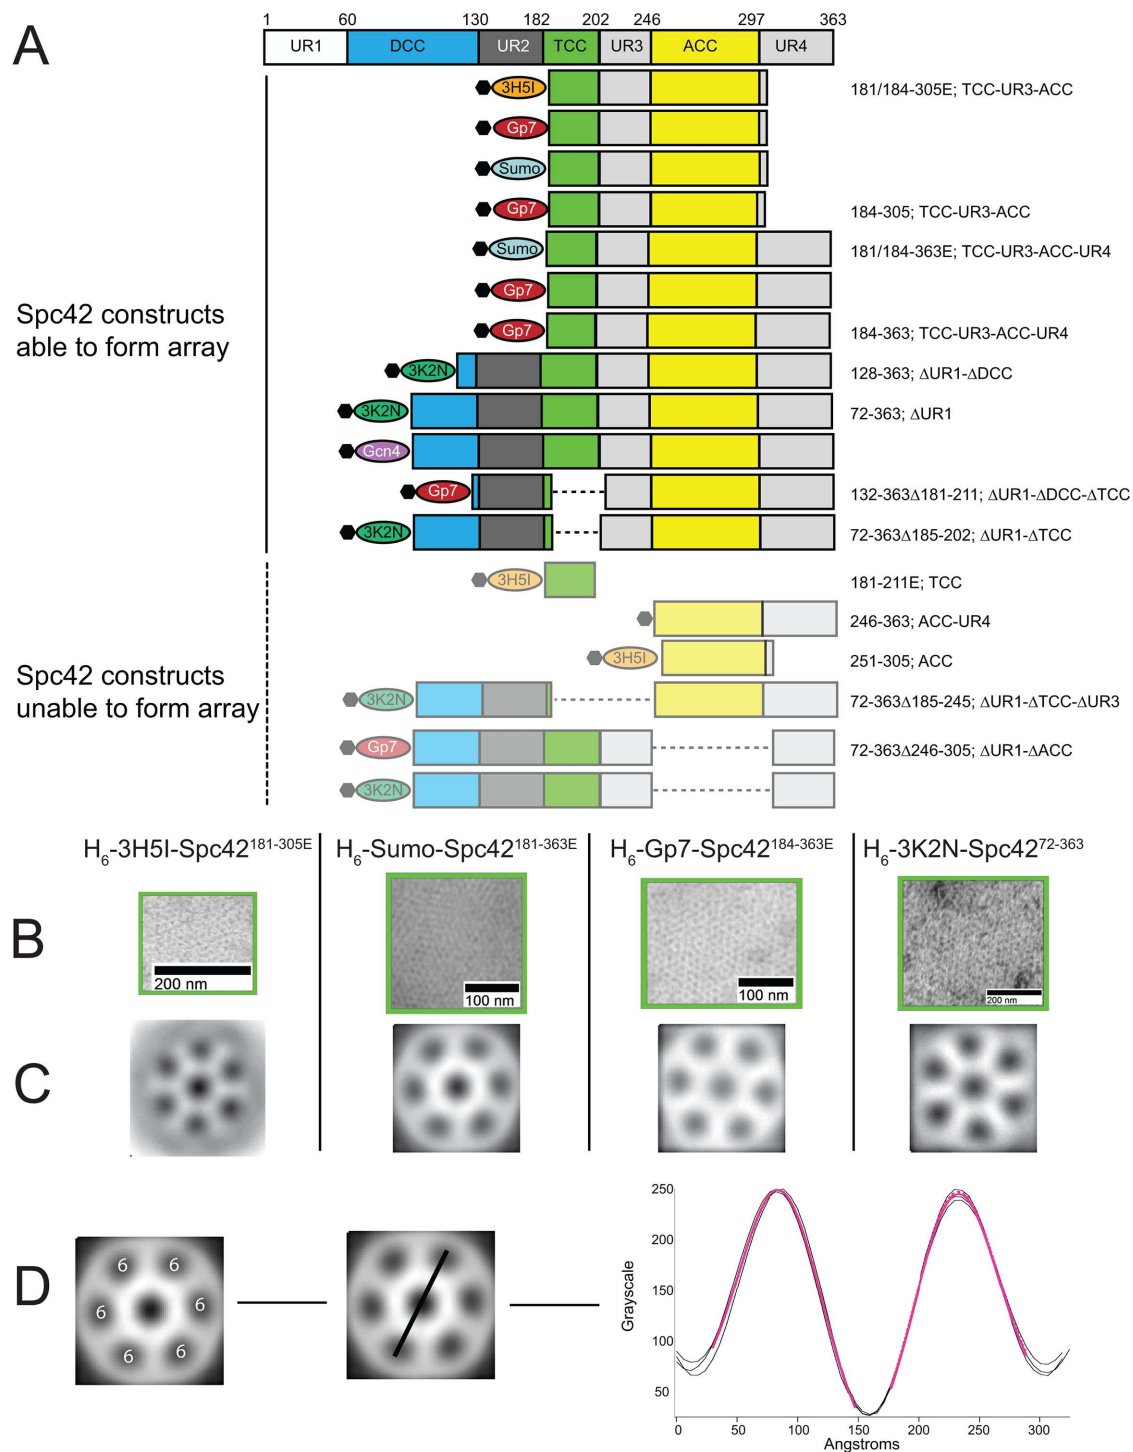 A
1 60 130 182 202 246 297 363
UR1 DCC UR2 TCC UR3 ACC UR4
3H5I 181/184-305E; TCC-UR3-ACC
Gp7
Sumo
Gp7 184-305; TCC-UR3-ACC
Sumo 181/184-363E; TCC-UR3-ACC-UR4
Gp7
Spc42 constructs
able to form array
Gp7 184-363; TCC-UR3-ACC-UR4
3K2N 128-363; ΔUR1-ΔDCC
3K2N 72-363; ΔUR1
Gcn4
Gp7 132-363Δ181-211; ΔUR1-ΔDCC-ΔTCC
3K2N 72-363Δ185-202; ΔUR1-ΔTCC
3H5I 181-211E; TCC
246-363; ACC-UR4
3H5I 251-305; ACC
Spc42 constructs
unable to form array
3K2N 72-363Δ185-245; ΔUR1-ΔTCC-ΔUR3
Gp7 72-363Δ246-305; ΔUR1-ΔACC
3K2N
H6-3H5I-Spc42181-305E H6-Sumo-Spc42181-363E H6-Gp7-Spc42184-363E H6-3K2N-Spc4272-363
B
200 nm 100 nm 100 nm 200 nm
C
D
6 6
6 6
6 6
Grayscale
250
200
150
100
50
0 50 100 150 200 250 300
Angstroms